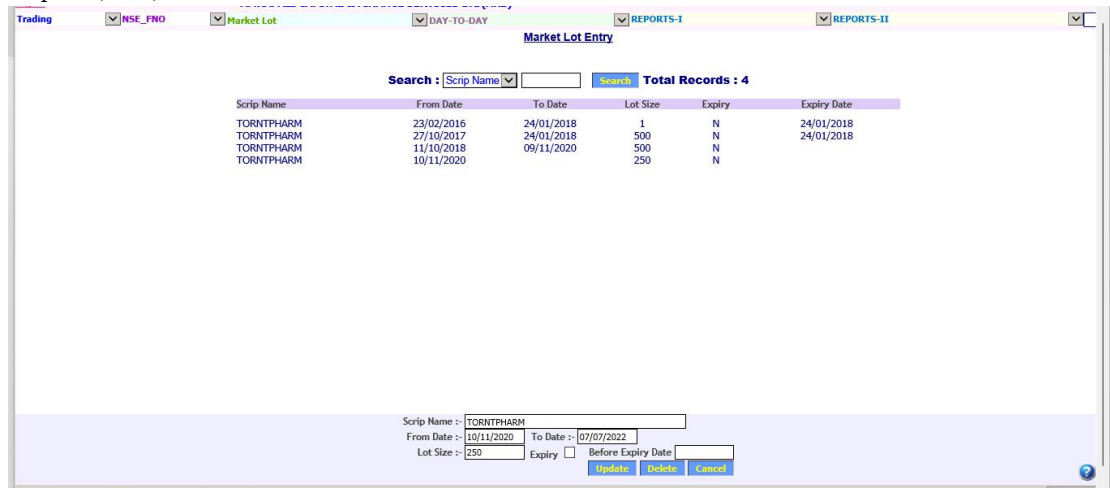 Trading NSE_FNO Market Lot DAY-TO-DAY REPORTS-I REPORTS-II
Market Lot Entry
Search : Scrip Name Search Total Records : 4
Scrip Name From Date To Date Lot Size Expiry Expiry Date
TORNTPHARM 23/02/2016 24/01/2018 1 N 24/01/2018
TORNTPHARM 27/10/2017 24/01/2018 500 N 24/01/2018
TORNTPHARM 11/10/2018 09/11/2020 500 N
TORNTPHARM 10/11/2020 250 N
Scrip Name :- TORNTPHARM
From Date :- 10/11/2020 To Date :- 07/07/2022
Lot Size :- 250 Expiry Before Expiry Date
Update Delete Cancel
?